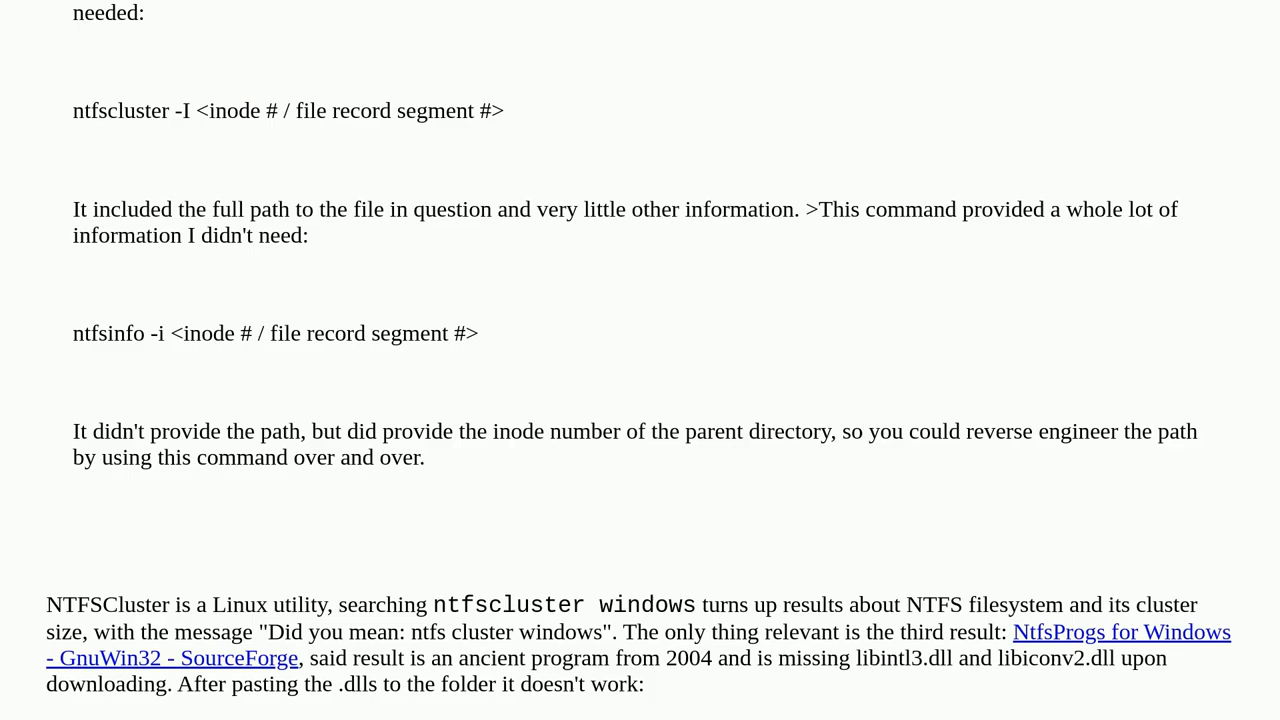 needed:
ntfscluster -I <inode # / file record segment #>
It included the full path to the file in question and very little other information. >This command provided a whole lot of
information I didn't need:
ntfsinfo -i <inode # / file record segment #>
It didn't provide the path, but did provide the inode number of the parent directory, so you could reverse engineer the path
by using this command over and over.
NTFSCluster is a Linux utility, searching ntfscluster windows turns up results about NTFS filesystem and its cluster
size, with the message "Did you mean: ntfs cluster windows". The only thing relevant is the third result: NtfsProgs for Windows
- GnuWin32 - SourceForge, said result is an ancient program from 2004 and is missing libintl3.dll and libiconv2.dll upon
downloading. After pasting the .dlls to the folder it doesn't work: